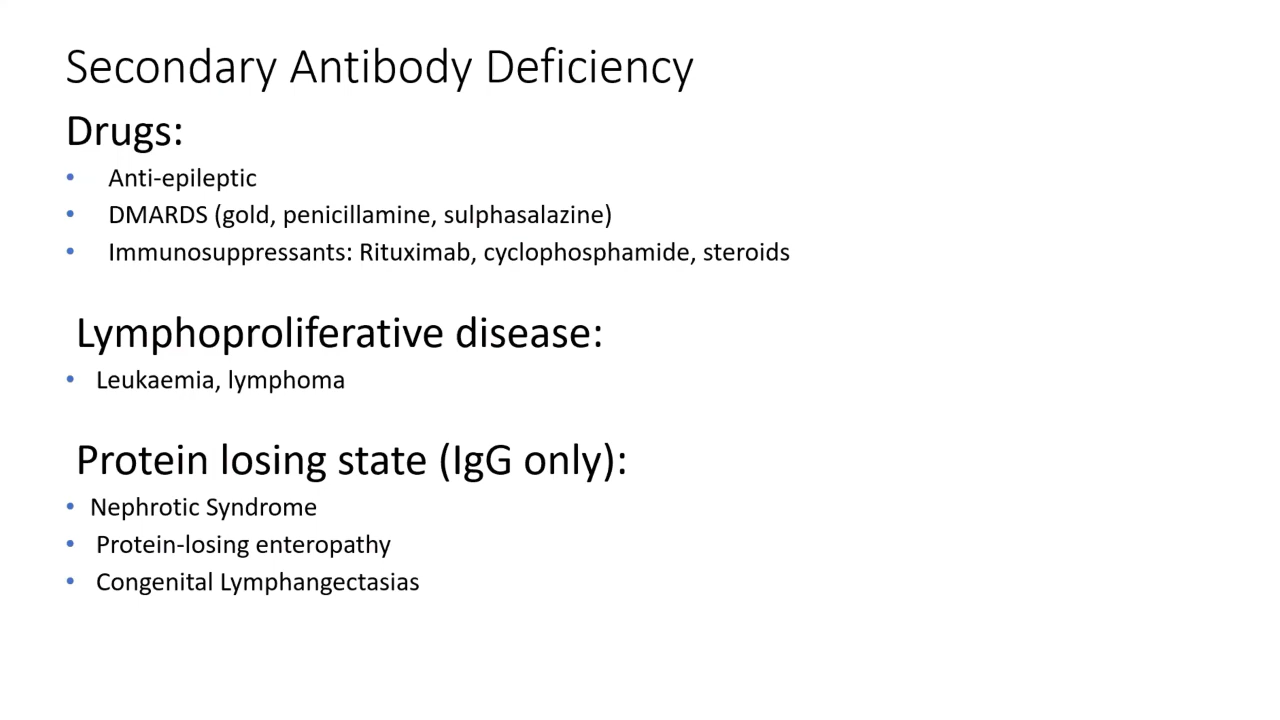 Secondary Antibody Deficiency
Drugs:
• Anti-epileptic
• DMARDS (gold, penicillamine, sulphasalazine)
• Immunosuppressants: Rituximab, cyclophosphamide, steroids
Lymphoproliferative disease:
• Leukaemia, lymphoma
Protein losing state (IgG only):
• Nephrotic Syndrome
• Protein-losing enteropathy
• Congenital Lymphangectasias